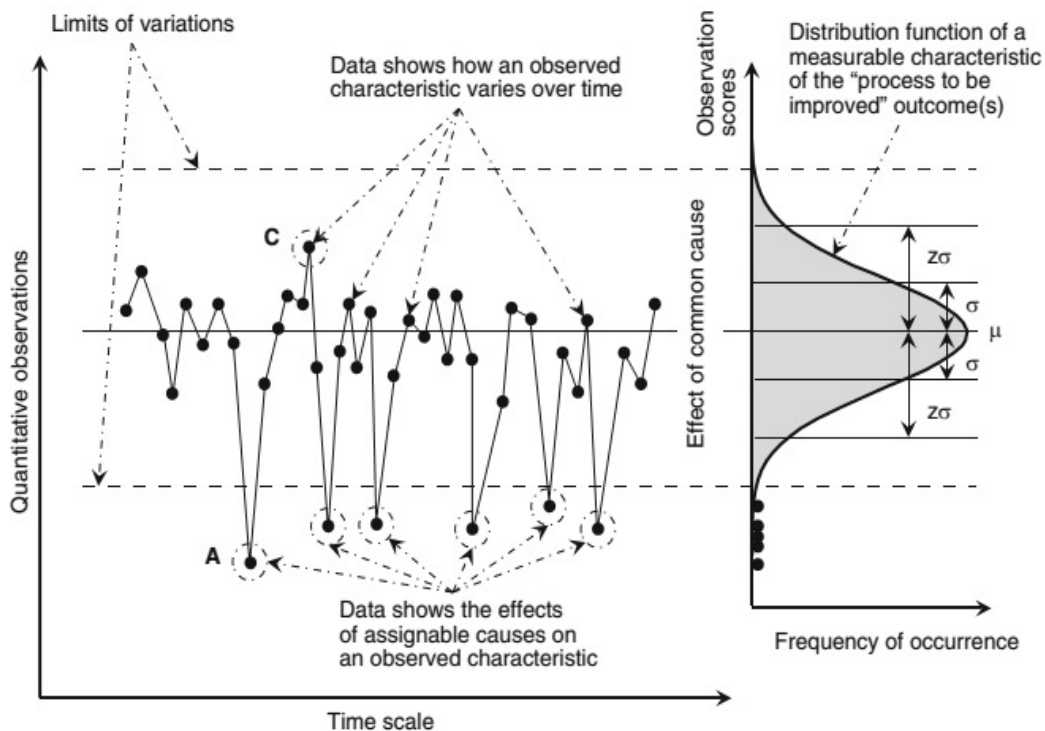 Limits of variations
Data shows how an observed
characteristic varies over time
Quantitative observations
C
A
Data shows the effects
of assignable causes on
an observed characteristic
Time scale
Distribution function of a
measurable characteristic
of the “process to be
improved” outcome(s)
Observation
scores
Effect of common cause
zσ
σ
μ
σ
zσ
Frequency of occurrence